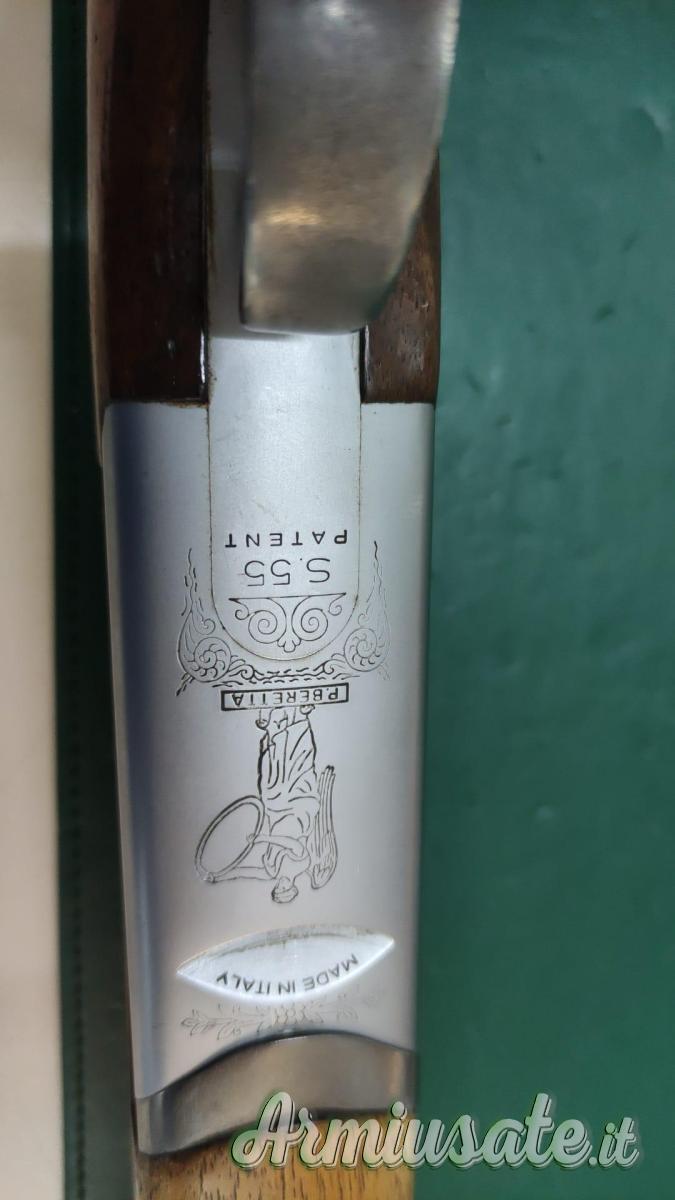 S.55
PATENT
P.BERETTA
MADE IN ITALY
Armiusate.it